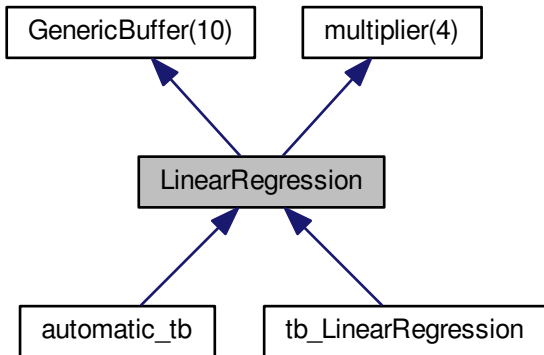 GenericBuffer(10)
multiplier(4)
LinearRegression
automatic_tb
tb_LinearRegression